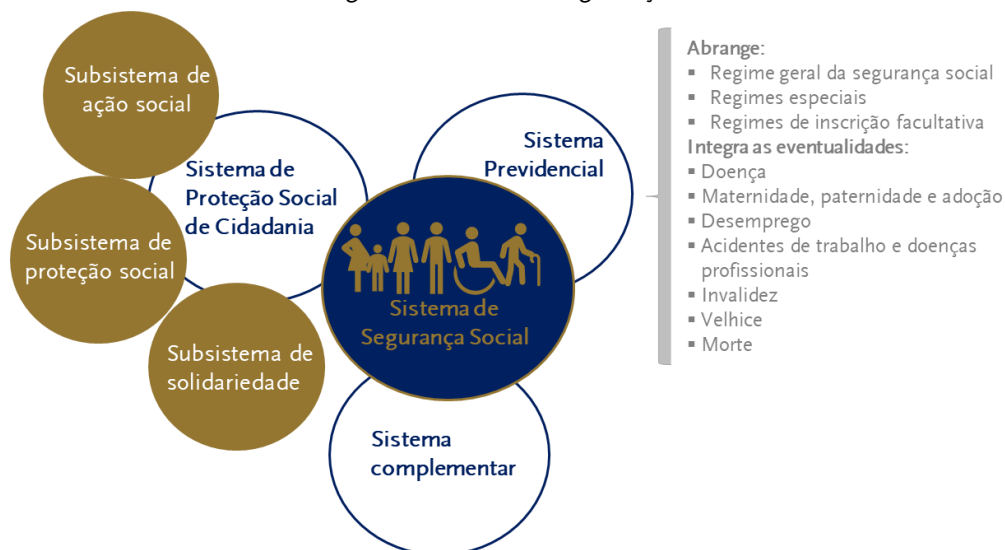 Subsistema de
ação social
Sistema de
Proteção Social
de Cidadania
Subsistema de
proteção social
Subsistema de
solidariedade
Sistema
Previdencial
Sistema de
Segurança Social
Sistema
complementar
Abrange:
▪ Regime geral da segurança social
▪ Regimes especiais
▪ Regimes de inscrição facultativa
Integra as eventualidades:
▪ Doença
▪ Maternidade, paternidade e adoção
▪ Desemprego
▪ Acidentes de trabalho e doenças
profissionais
▪ Invalidez
▪ Velhice
▪ Morte